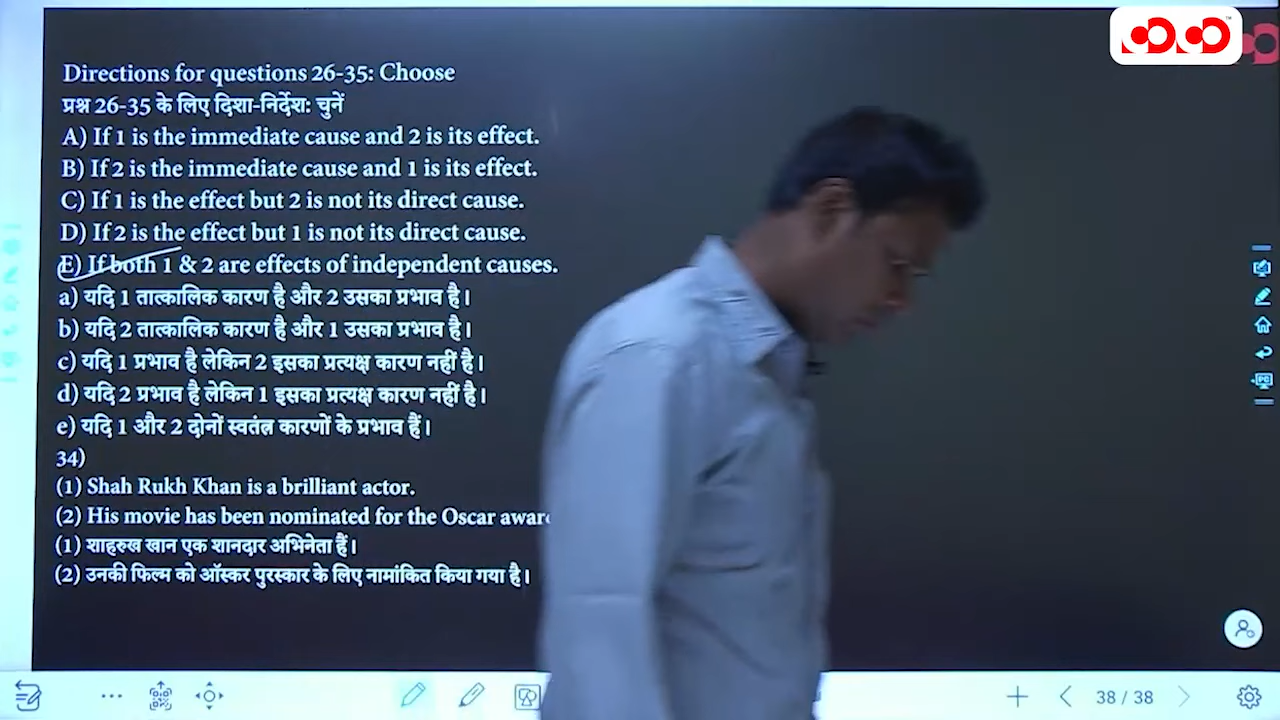 Directions for questions 26-35: Choose
प्रश्न 26-35 के लिए दिशा-निर्देश: चुनें
A) If 1 is the immediate cause and 2 is its effect.
B) If 2 is the immediate cause and 1 is its effect.
C) If 1 is the effect but 2 is not its direct cause.
D) If 2 is the effect but 1 is not its direct cause.
E) If both 1 & 2 are effects of independent causes.
a) यदि 1 तात्कालिक कारण है और 2 उसका प्रभाव है।
b) यदि 2 तात्कालिक कारण है और 1 उसका प्रभाव है।
c) यदि 1 प्रभाव है लेकिन 2 इसका प्रत्यक्ष कारण नहीं है।
d) यदि 2 प्रभाव है लेकिन 1 इसका प्रत्यक्ष कारण नहीं है।
e) यदि 1 और 2 दोनों स्वतंत्र कारणों के प्रभाव हैं।
34)
(1) Shah Rukh Khan is a brilliant actor.
(2) His movie has been nominated for the Oscar
(1) शाहरुख खान एक शानदार अभिनेता हैं।
(2) उनकी फिल्म को ऑस्कर पुरस्कार के लिए नामांकित किया गया है।
38 / 38